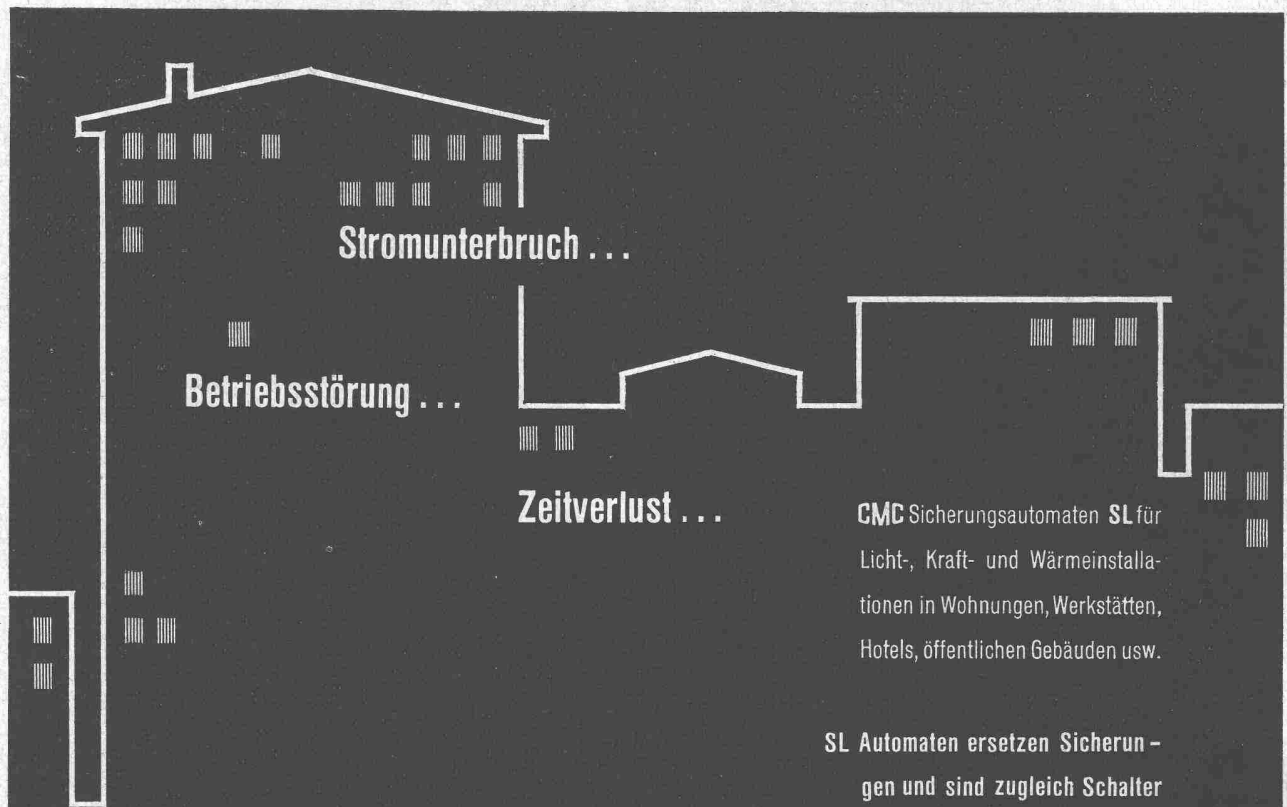 Stromunterbruch ...
Betriebsstörung ...
Zeitverlust ...
CMC Sicherungsautomaten SL für
Licht-, Kraft- und Wärmeinstalla-
tionen in Wohnungen, Werkstätten,
Hotels, öffentlichen Gebäuden usw.
SL Automaten ersetzen Sicherun-
gen und sind zugleich Schalter